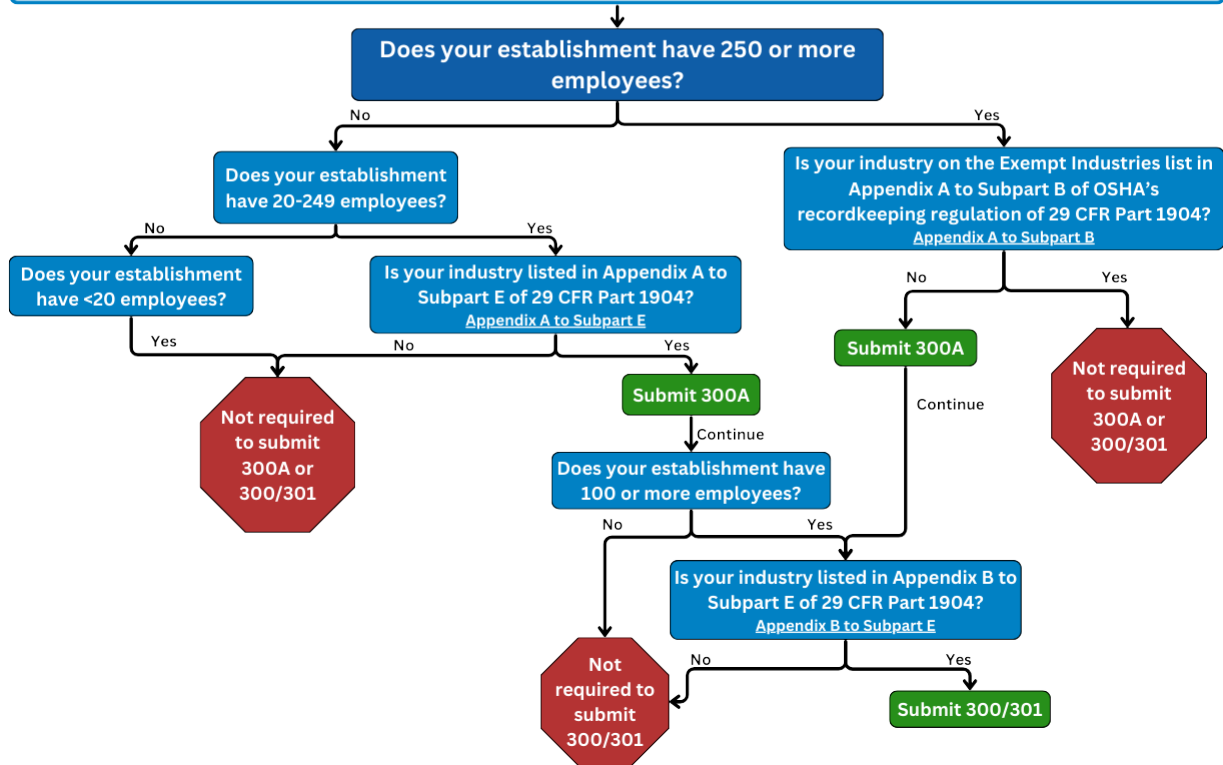 Does your establishment have 250 or more
employees?
No
Yes
Does your establishment
have 20-249 employees?
Is your industry on the Exempt Industries list in
Appendix A to Subpart B of OSHA’s
recordkeeping regulation of 29 CFR Part 1904?
Appendix A to Subpart B
No
Yes
Does your establishment
have <20 employees?
Is your industry listed in Appendix A to
Subpart E of 29 CFR Part 1904?
Appendix A to Subpart E
No
Yes
Yes
No
Yes
Submit 300A
Not required
to submit
300A or
300/301
Continue
Not required
to submit
300A or
300/301
Submit 300A
Continue
Does your establishment have
100 or more employees?
No
Yes
Is your industry listed in Appendix B to
Subpart E of 29 CFR Part 1904?
Appendix B to Subpart E
No
Yes
Not
required to
submit
300/301
Submit 300/301